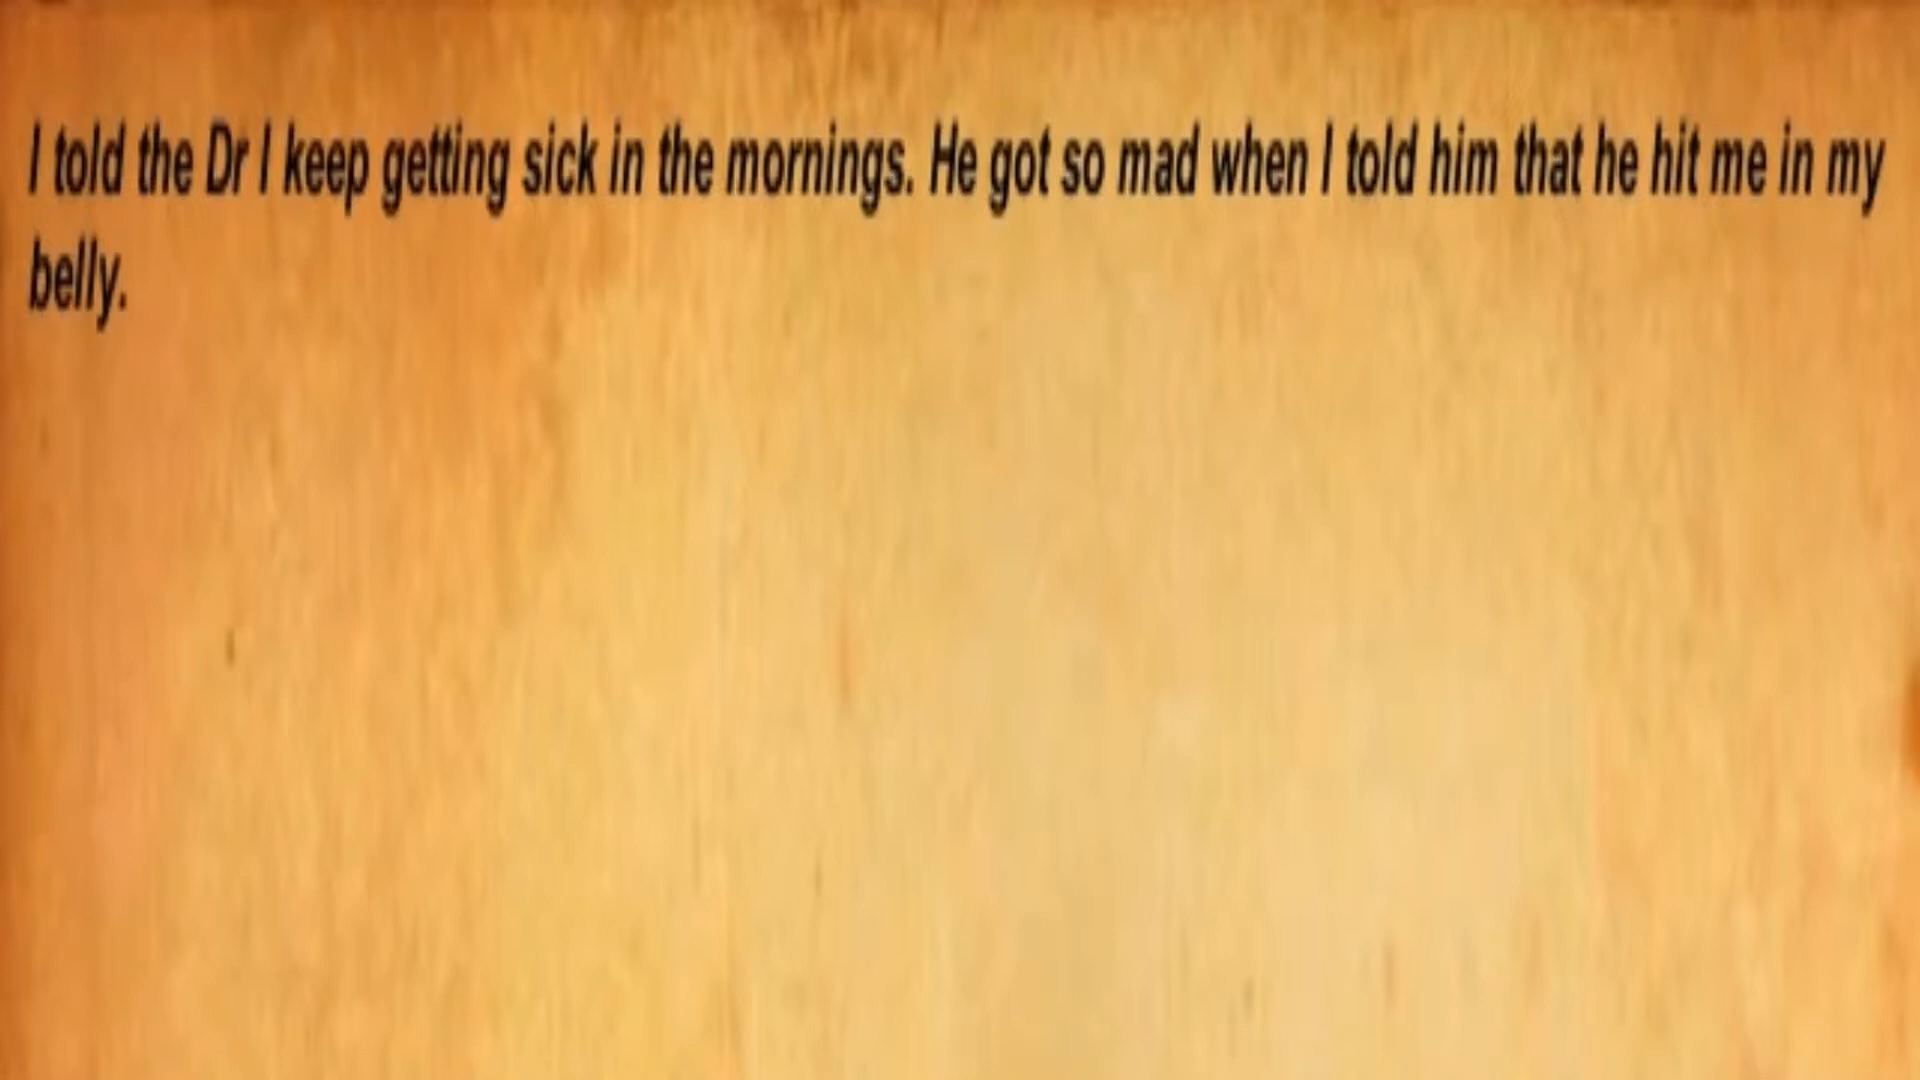 I told the Dr I keep getting sick in the mornings. He got so mad when I told him that he hit me in my
belly.